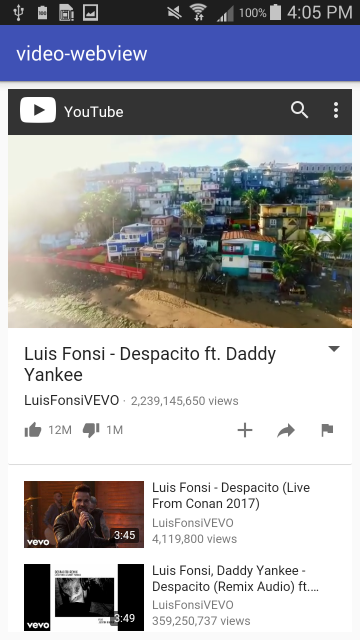 100% 4:05 PM
video-webview
YouTube
Luis Fonsi - Despacito ft. Daddy
Yankee
LuisFonsiVEVO · 2,239,145,650 views
12M 1M
Luis Fonsi - Despacito (Live
From Conan 2017)
LuisFonsiVEVO
4,119,800 views
vevo 3:45
Luis Fonsi, Daddy Yankee -
Despacito (Remix Audio) ft....
LuisFonsiVEVO
359,250,737 views
vevo 3:49